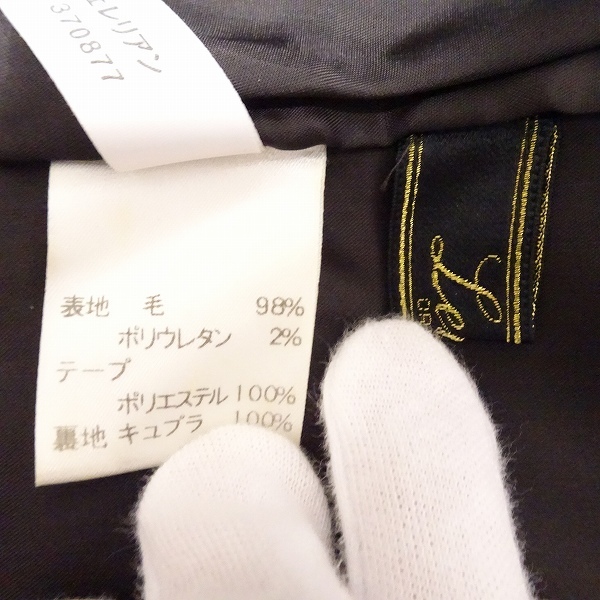 ェレリアン
370877
表地 毛 98%
ポリウレタン 2%
テープ
ポリエステル 100%
裏地 キュプラ 100%